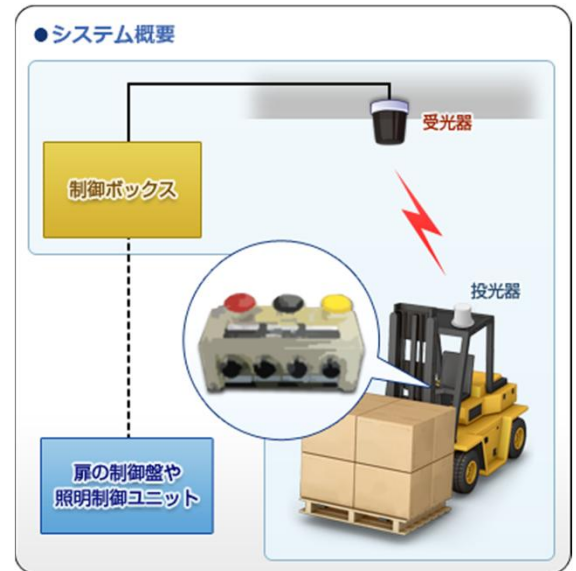 ●システム概要
受光器
制御ボックス
投光器
扉の制御盤や
照明制御ユニット